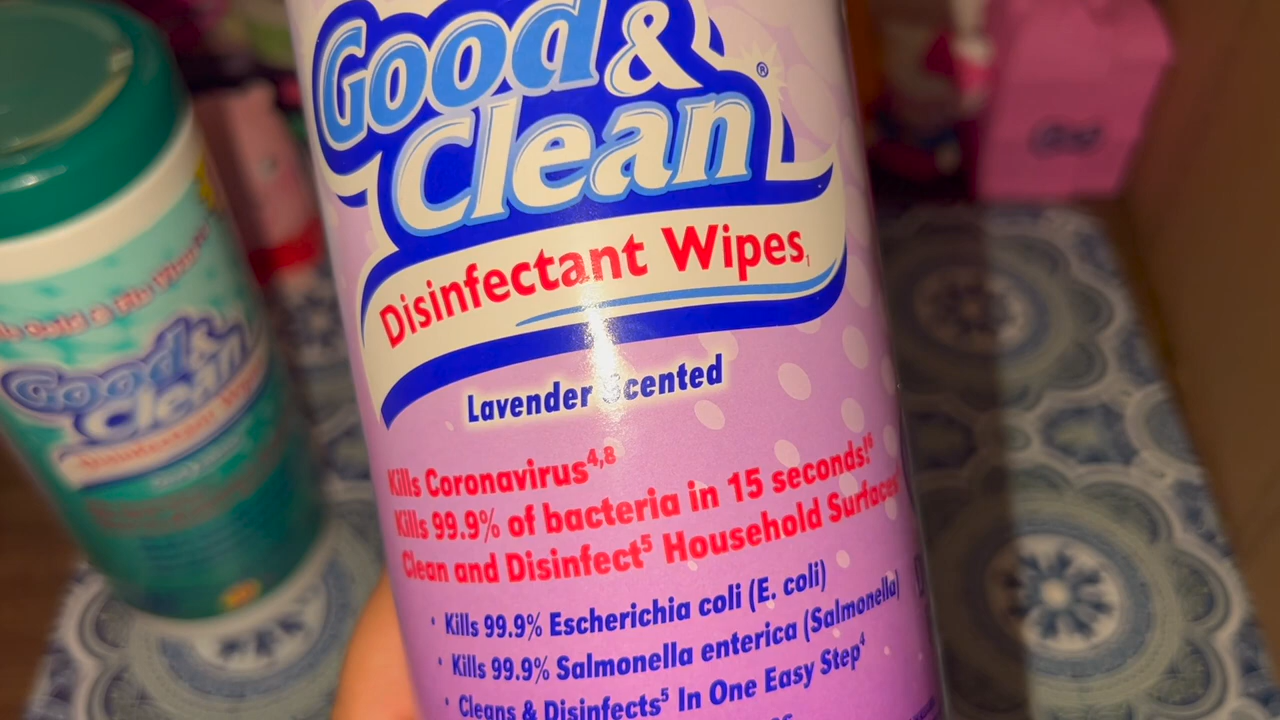 Good &
Clean®
Disinfectant Wipes1
Lavender Scented
Kills Coronavirus4,8
Kills 99.9% of bacteria in 15 seconds!6
Clean and Disinfect5 Household Surfaces
· Kills 99.9% Escherichia coli (E. coli)
· Kills 99.9% Salmonella enterica (Salmonella)
· Cleans & Disinfects5 In One Easy Step4
Good &
Clean